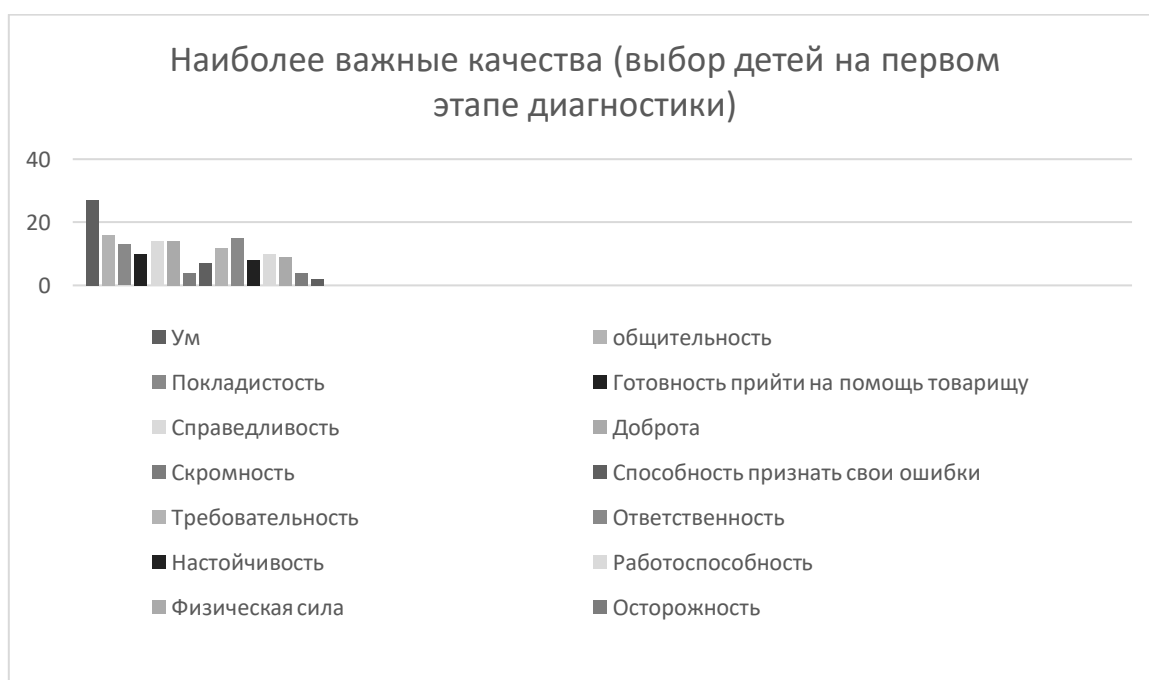 Наиболее важные качества (выбор детей на первом
этапе диагностики)
40
20
0
Ум
общительность
Покладистость
Готовность прийти на помощь товарищу
Справедливость
Доброта
Скромность
Способность признать свои ошибки
Требовательность
Ответственность
Настойчивость
Работоспособность
Физическая сила
Осторожность